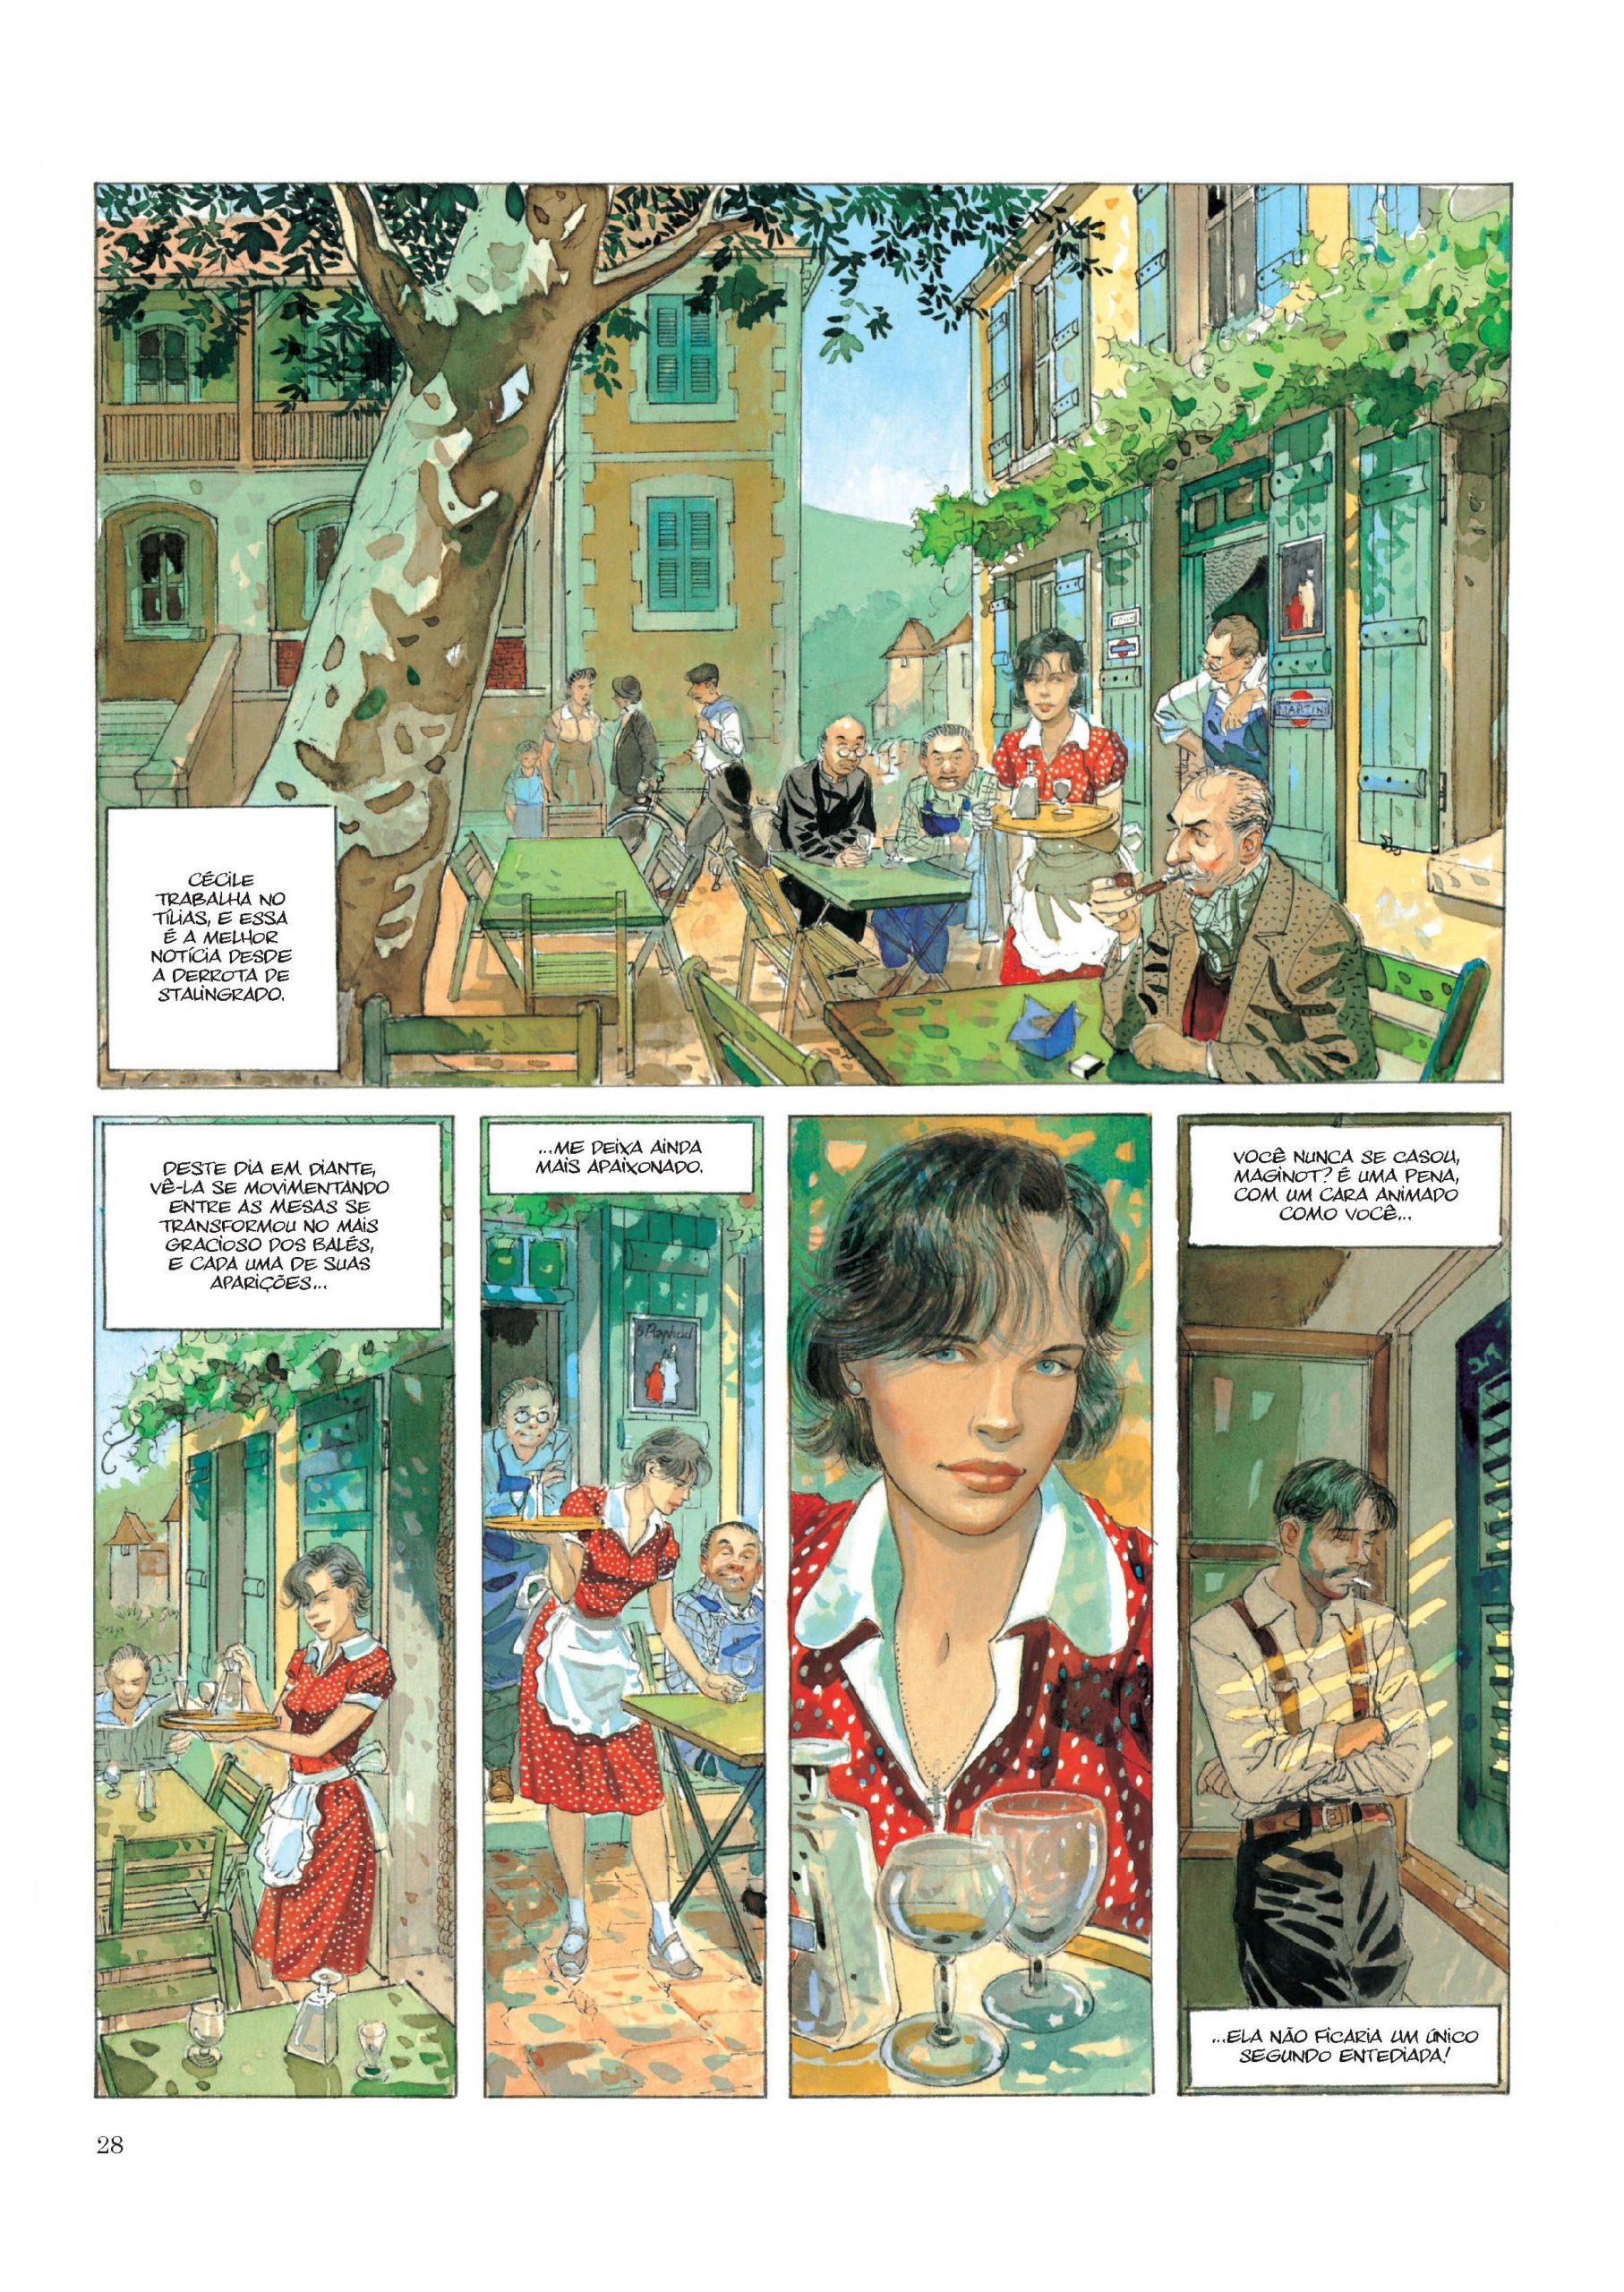 CÉCILE
TRABALHA NO
TÍLIAS, E ESSA
É A MELHOR
NOTÍCIA DESDE
A DERROTA DE
STALINGRADO.
MARTINI
DESTE DIA EM DIANTE,
VÊ-LA SE MOVIMENTANDO
ENTRE AS MESAS SE
TRANSFORMOU NO MAIS
GRACIOSO DOS BALÉS,
E CADA UMA DE SUAS
APARIÇÕES...
...ME DEIXA AINDA
MAIS APAIXONADO.
S Raphael
VOCÊ NUNCA SE CASOU,
MAGINOT? É UMA PENA,
COM UM CARA ANIMADO
COMO VOCÊ...
...ELA NÃO FICARIA UM ÚNICO
SEGUNDO ENTEDIADA!
28